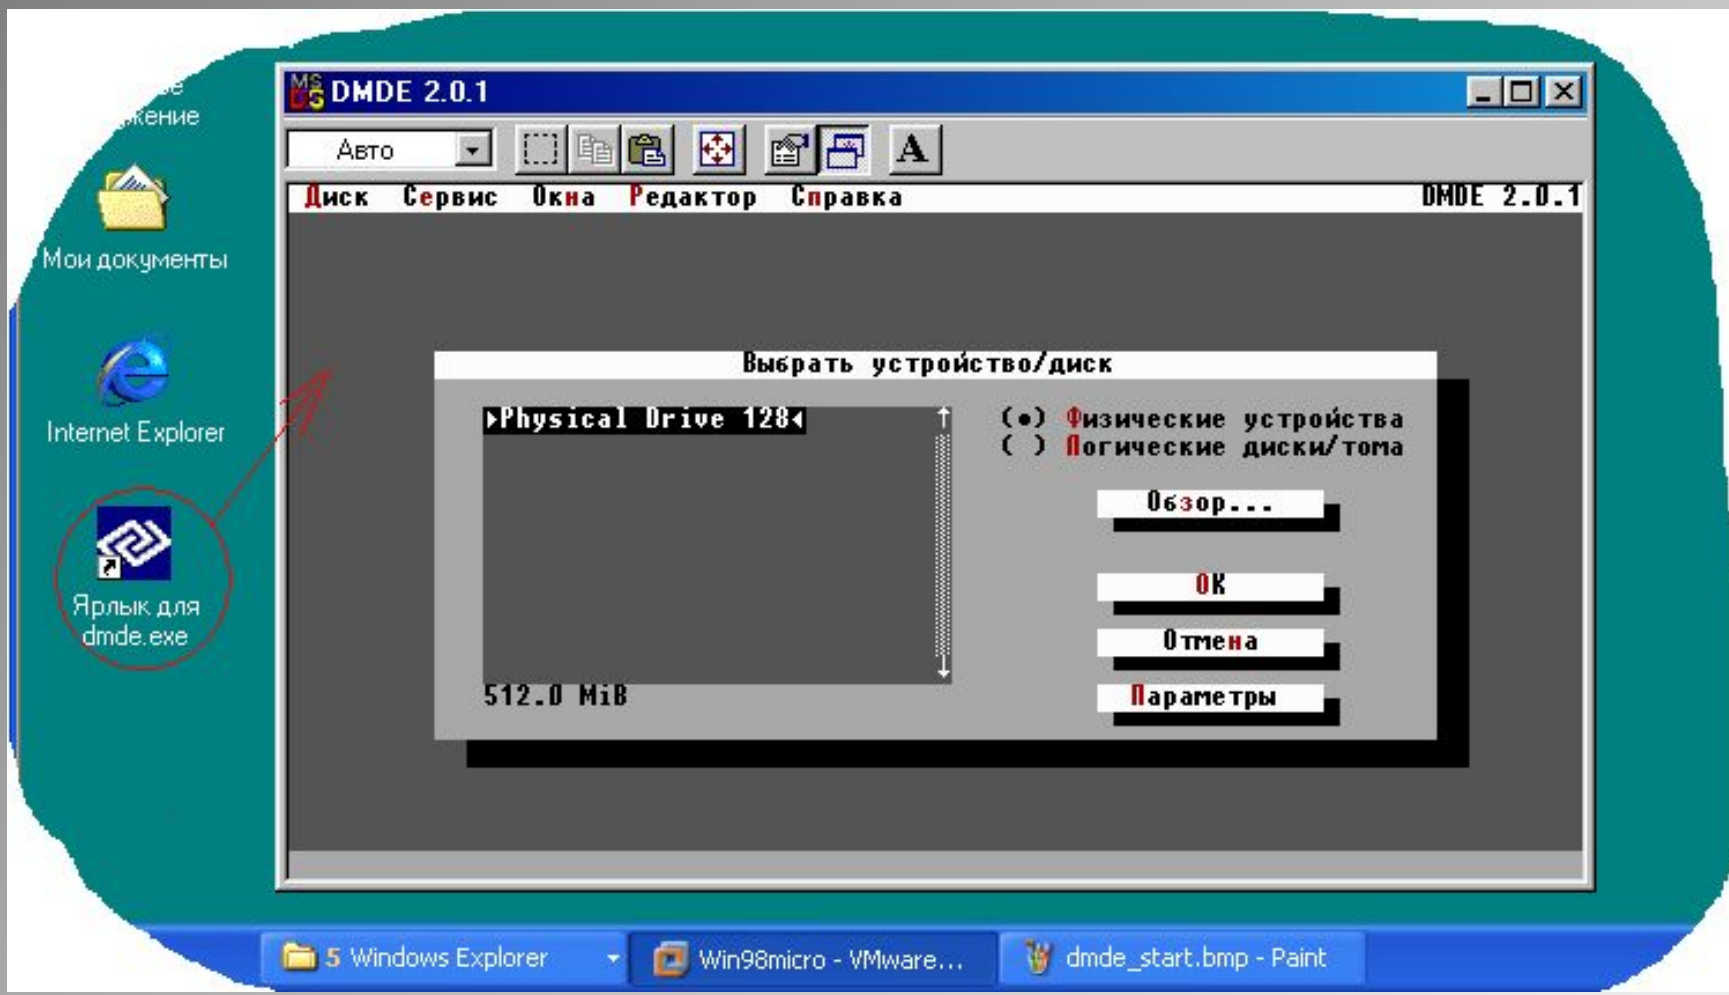 DMDE 2.0.1
Авто
A
Диск Сервис Окна Редактор Справка DMDE 2.0.1
Мои документы
Internet Explorer
Ярлык для
dmde.exe
Выбрать устройство/диск
Physical Drive 128
512.0 MiB
(•) Физические устройства
( ) Логические диски/тома
Обзор...
OK
Отмена
Параметры
5 Windows Explorer
Win98micro - VMware...
dmde_start.bmp - Paint